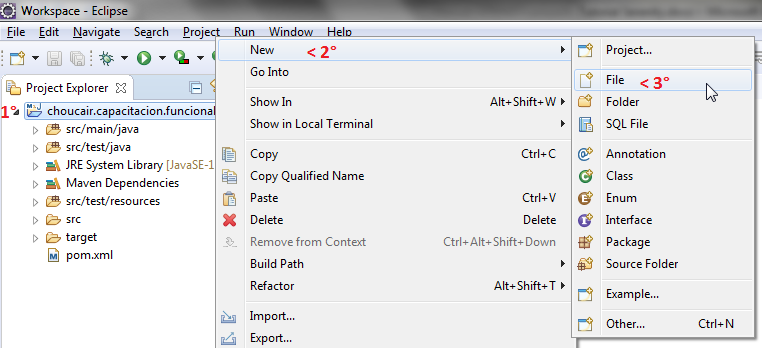 Workspace - Eclipse
File Edit Navigate Search Project Run Window Help
Project Explorer
1° choucair.capacitacion.funcional
src/main/java
src/test/java
JRE System Library [JavaSE-1
Maven Dependencies
src/test/resources
src
target
pom.xml
New < 2°
Go Into
Show In Alt+Shift+W
Show in Local Terminal
Copy Ctrl+C
Copy Qualified Name
Paste Ctrl+V
Delete Delete
Remove from Context Ctrl+Alt+Shift+Down
Build Path
Refactor Alt+Shift+T
Import...
Export...
Project...
File < 3°
Folder
SQL File
Annotation
Class
Enum
Interface
Package
Source Folder
Example...
Other... Ctrl+N